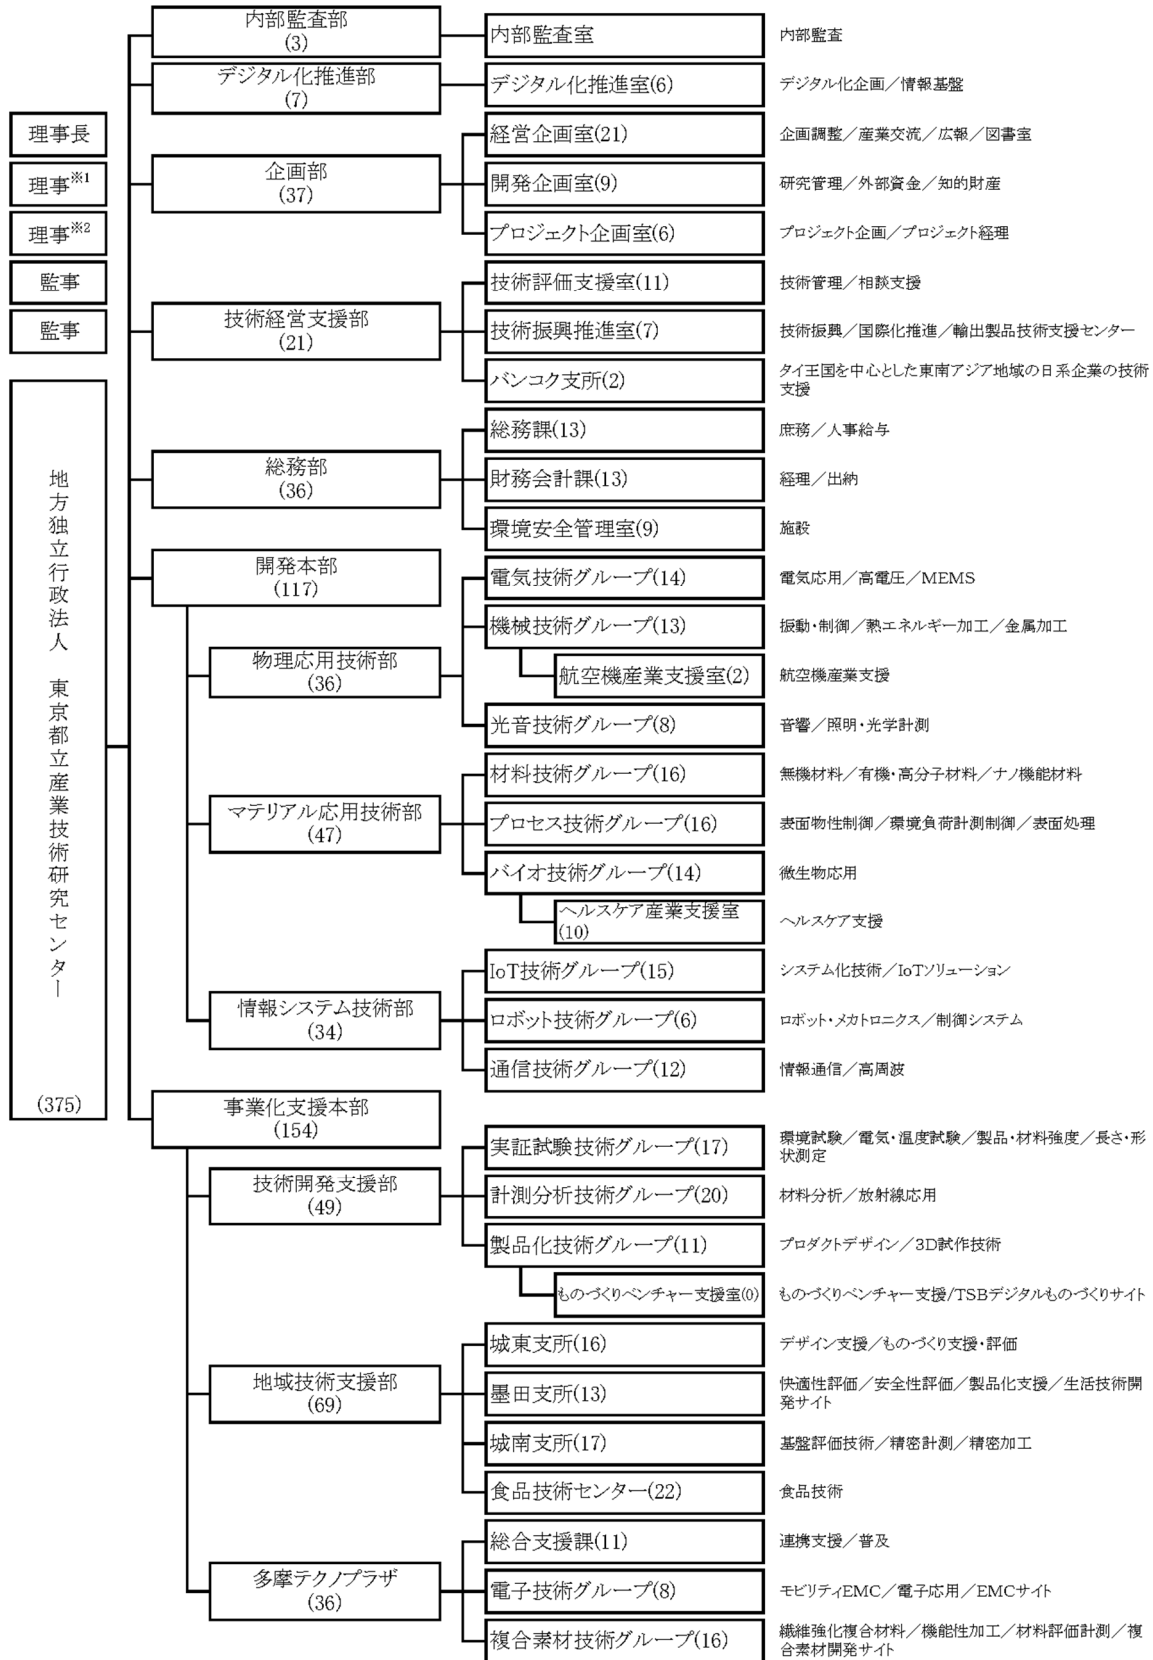 理事長
理事※1
理事※2
監事
監事
地方独立行政法人 東京都立産業技術研究センター
(375)
内部監査部
(3)
内部監査室
内部監査
デジタル化推進部
(7)
デジタル化推進室(6)
デジタル化企画／情報基盤
企画部
(37)
経営企画室(21)
企画調整／産業交流／広報／図書室
開発企画室(9)
研究管理／外部資金／知的財産
プロジェクト企画室(6)
プロジェクト企画／プロジェクト経理
技術経営支援部
(21)
技術評価支援室(11)
技術管理／相談支援
技術振興推進室(7)
技術振興／国際化推進／輸出製品技術支援センター
バンコク支所(2)
タイ王国を中心とした東南アジア地域の日系企業の技術
支援
総務部
(36)
総務課(13)
庶務／人事給与
財務会計課(13)
経理／出納
環境安全管理室(9)
施設
開発本部
(117)
物理応用技術部
(36)
電気技術グループ(14)
電気応用／高電圧／MEMS
機械技術グループ(13)
振動・制御／熱エネルギー加工／金属加工
航空機産業支援室(2)
航空機産業支援
光音技術グループ(8)
音響／照明・光学計測
マテリアル応用技術部
(47)
材料技術グループ(16)
無機材料／有機・高分子材料／ナノ機能材料
プロセス技術グループ(16)
表面物性制御／環境負荷計測制御／表面処理
バイオ技術グループ(14)
微生物応用
ヘルスケア産業支援室
(10)
ヘルスケア支援
情報システム技術部
(34)
IoT技術グループ(15)
システム化技術／IoTソリューション
ロボット技術グループ(6)
ロボット・メカトロニクス／制御システム
通信技術グループ(12)
情報通信／高周波
事業化支援本部
(154)
技術開発支援部
(49)
実証試験技術グループ(17)
環境試験／電気・温度試験／製品・材料強度／長さ・形
状測定
計測分析技術グループ(20)
材料分析／放射線応用
製品化技術グループ(11)
プロダクトデザイン／3D試作技術
ものづくりベンチャー支援室(0)
ものづくりベンチャー支援/TSBデジタルものづくりサイト
地域技術支援部
(69)
城東支所(16)
デザイン支援／ものづくり支援・評価
墨田支所(13)
快適性評価／安全性評価／製品化支援／生活技術開
発サイト
城南支所(17)
基盤評価技術／精密計測／精密加工
食品技術センター(22)
食品技術
多摩テクノプラザ
(36)
総合支援課(11)
連携支援／普及
電子技術グループ(8)
モビリティEMC／電子応用／EMCサイト
複合素材技術グループ(16)
繊維強化複合材料／機能性加工／材料評価計測／複
合素材開発サイト